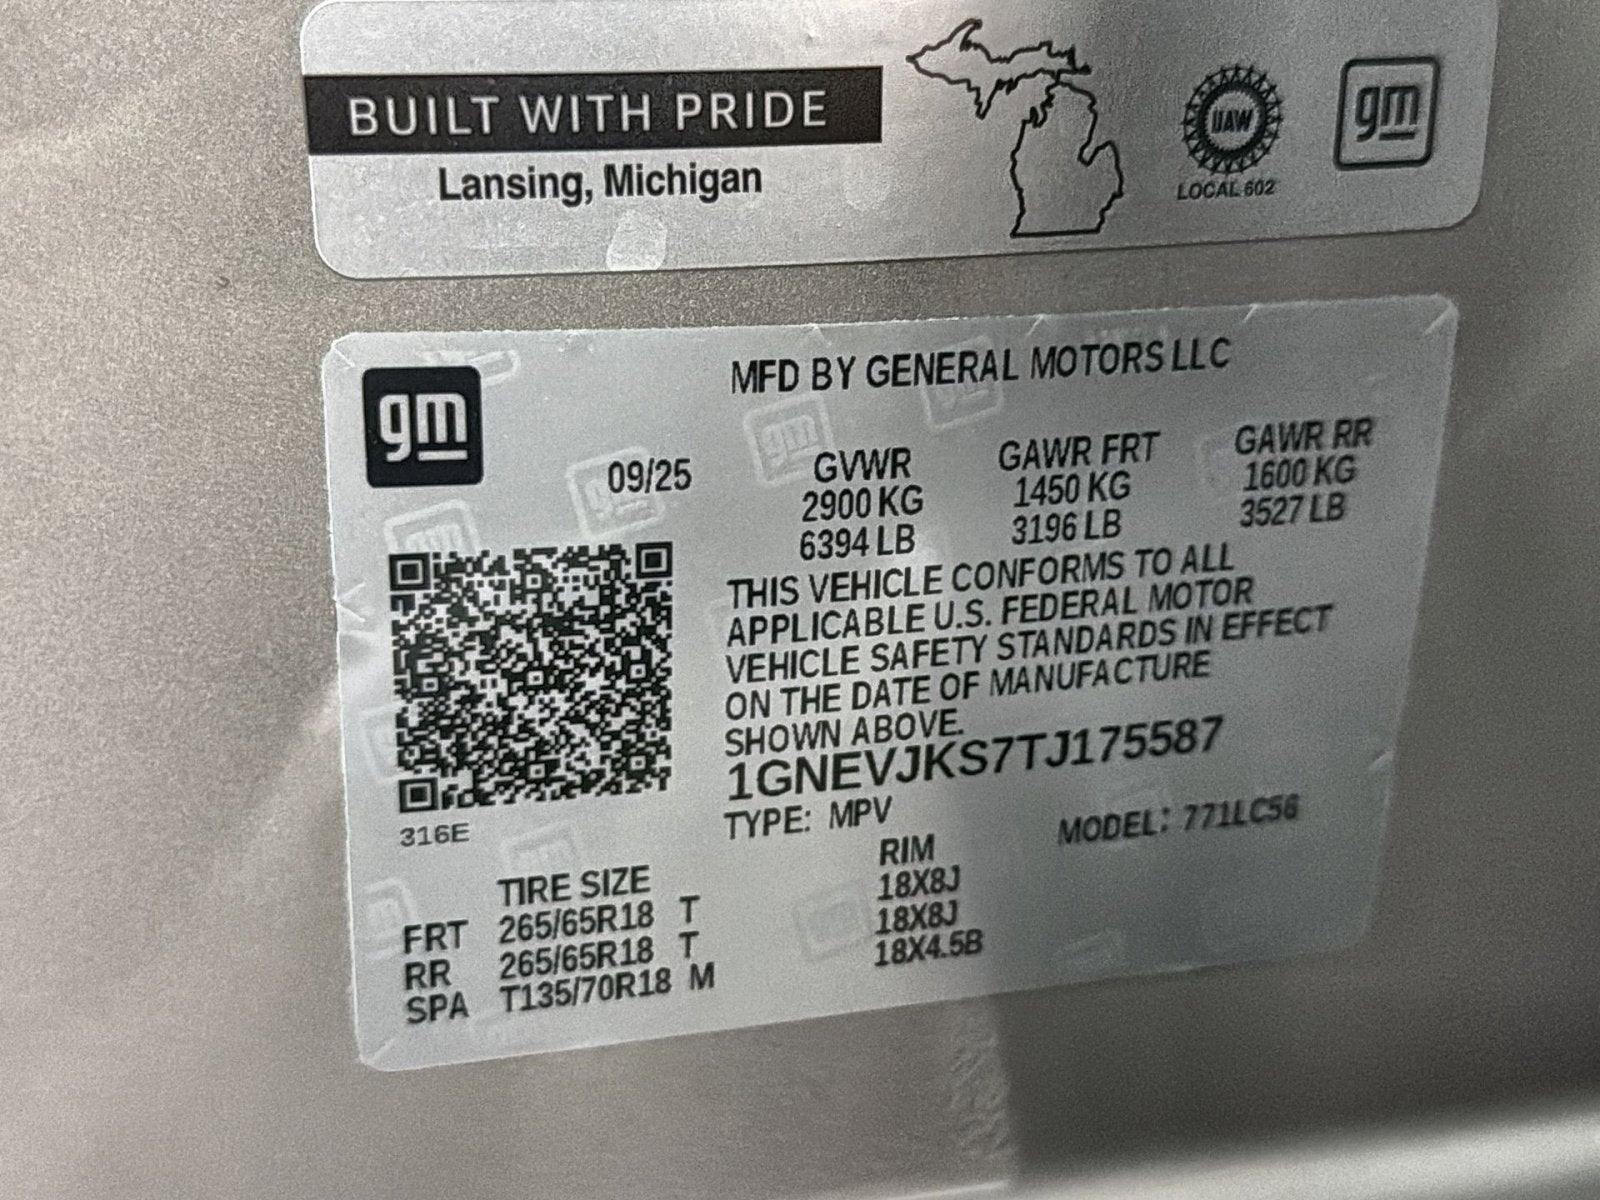 BUILT WITH PRIDE
Lansing, Michigan
UAW
LOCAL 602
gm
gm
MFD BY GENERAL MOTORS LLC
09/25
GVWR GAWR FRT GAWR RR
2900 KG 1450 KG 1600 KG
6394 LB 3196 LB 3527 LB
THIS VEHICLE CONFORMS TO ALL
APPLICABLE U.S. FEDERAL MOTOR
VEHICLE SAFETY STANDARDS IN EFFECT
ON THE DATE OF MANUFACTURE
SHOWN ABOVE.
1GNEVJKS7TJ175587
TYPE: MPV MODEL: 771LC56
316E
TIRE SIZE RIM
FRT 265/65R18 T 18X8J
RR 265/65R18 T 18X8J
SPA T135/70R18 M 18X4.5B